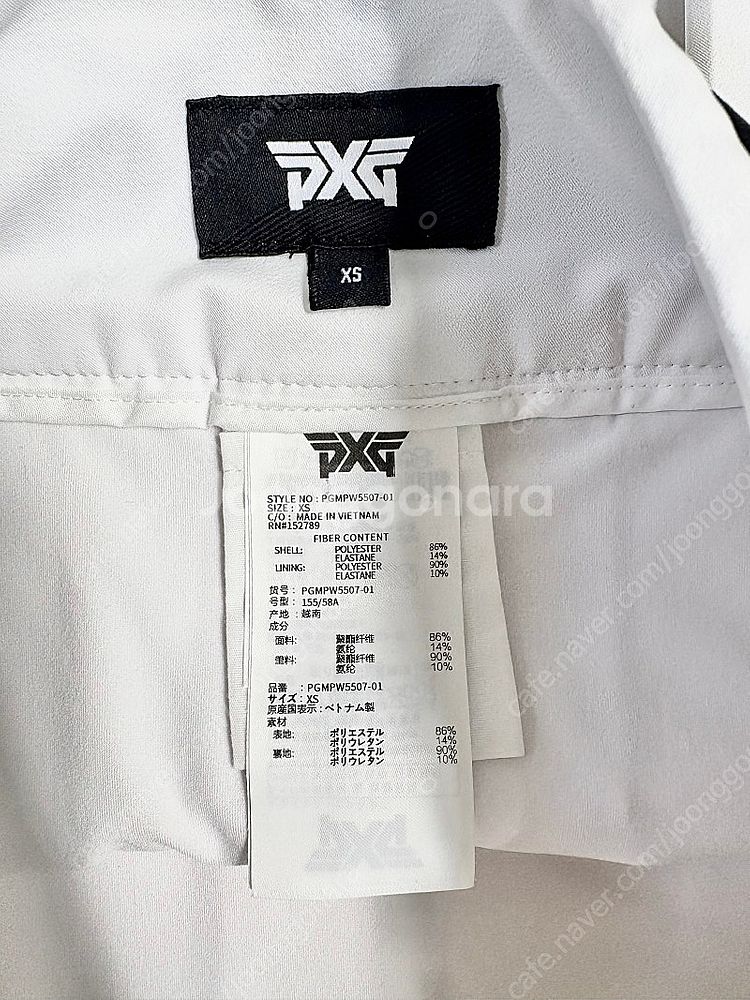 PXG
XS
PXG
STYLE NO : PGMPW5507-01
SIZE : XS
C/O : MADE IN VIETNAM
RN#152789
FIBER CONTENT
SHELL: POLYESTER 86%
ELASTANE 14%
LINING: POLYESTER 90%
ELASTANE 10%
货号 : PGMPW5507-01
号型 : 155/58A
产地 : 越南
成分
面料: 聚酯纤维 86%
氨纶 14%
里料: 聚酯纤维 90%
氨纶 10%
品番 : PGMPW5507-01
サイズ : XS
原産国表示 : ベトナム製
素材
表地: ポリエステル 86%
ポリウレタン 14%
裏地: ポリエステル 90%
ポリウレタン 10%
Joonggonara
cafe.naver.com/joonggonara